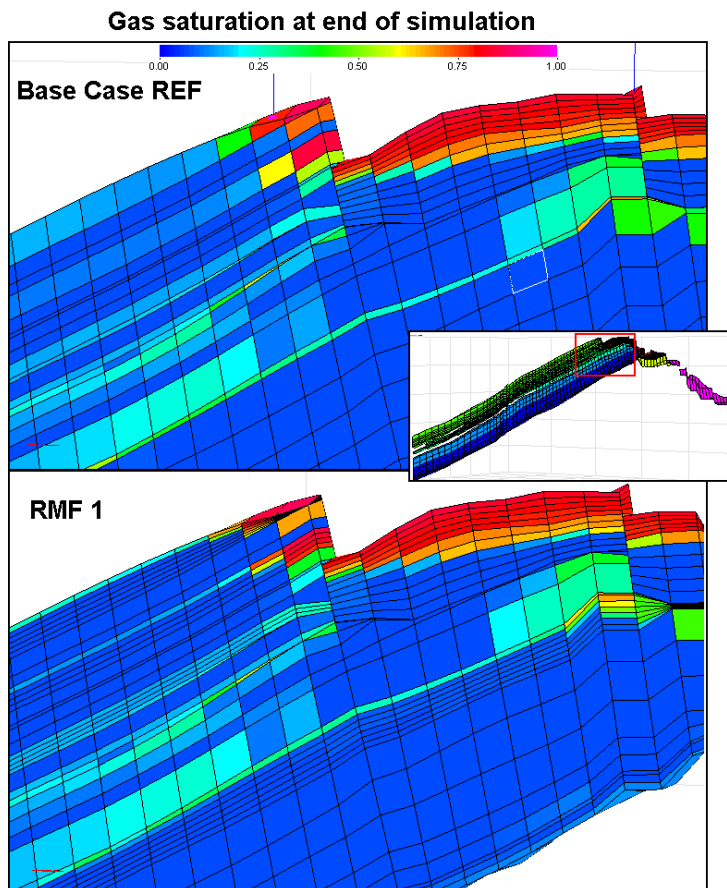 Gas saturation at end of simulation
0.00 0.25 0.50 0.75 1.00
Base Case REF
RMF 1